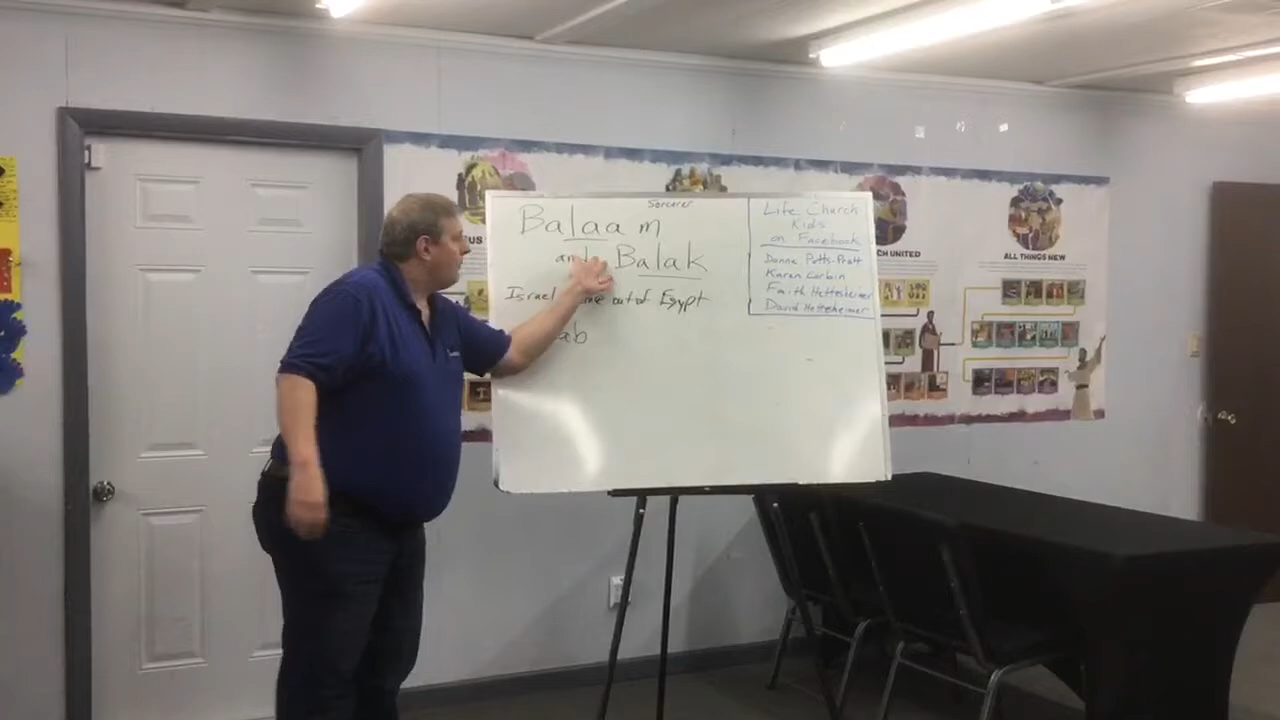 Sorcerer
Balaam
and Balak
Israel out of Egypt
Life Church
Kids
on Facebook
Donna Potts-Pratt
Karen Corbin
Faith Hettesheimer
David Hettesheimer
ALL THINGS NEW